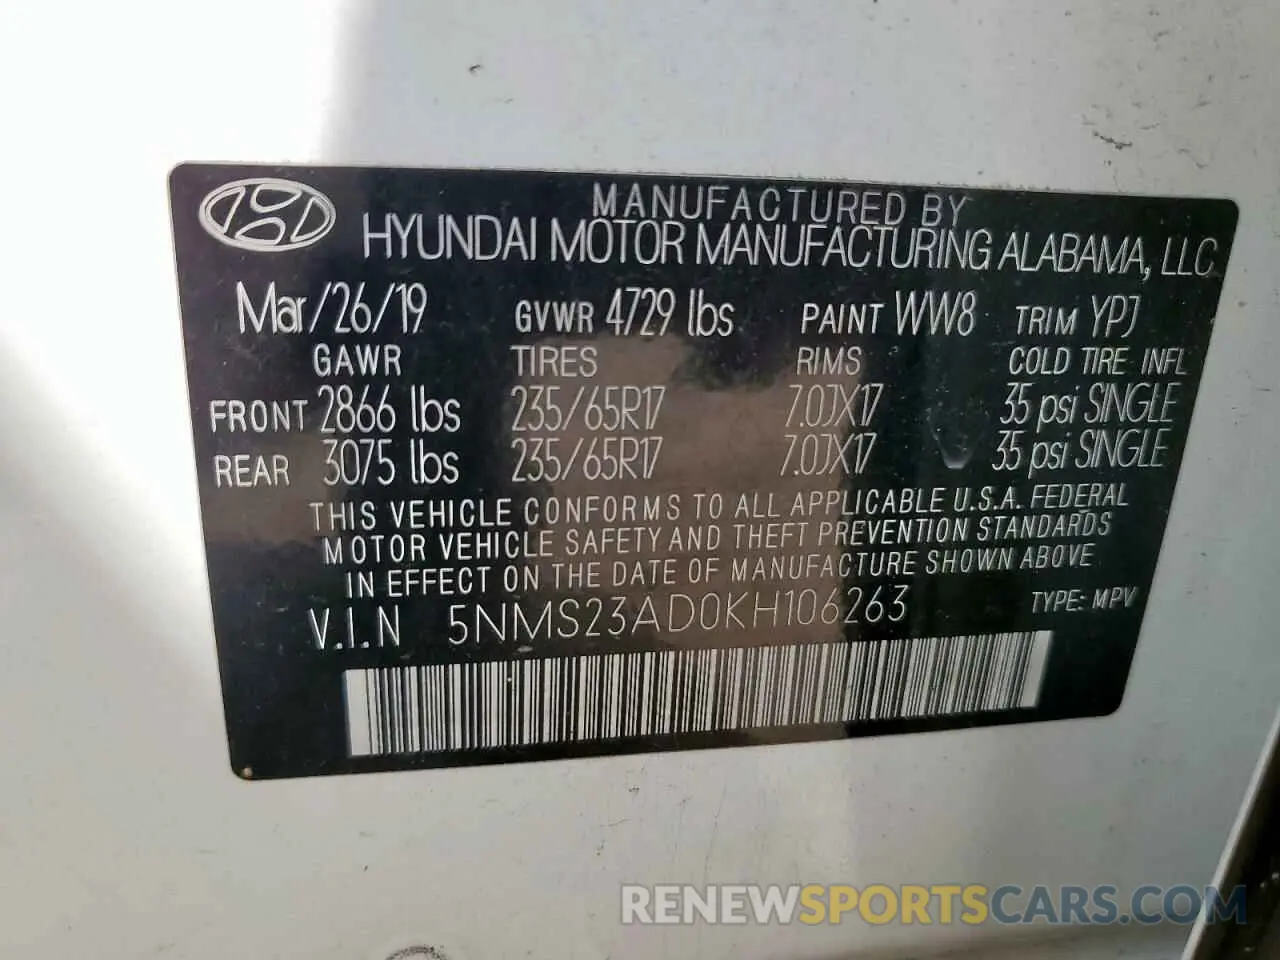 MANUFACTURED BY
HYUNDAI MOTOR MANUFACTURING ALABAMA, LLC
Mar/26/19 GVWR 4729 lbs PAINT WW8 TRIM YPJ
GAWR TIRES RIMS COLD TIRE INFL
FRONT 2866 lbs 235/65R17 7.0JX17 35 psi SINGLE
REAR 3075 lbs 235/65R17 7.0JX17 35 psi SINGLE
THIS VEHICLE CONFORMS TO ALL APPLICABLE U.S.A. FEDERAL
MOTOR VEHICLE SAFETY AND THEFT PREVENTION STANDARDS
IN EFFECT ON THE DATE OF MANUFACTURE SHOWN ABOVE
V.I.N 5NMS23AD0KH106263 TYPE: MPV
RENEWSPORTSCARS.COM